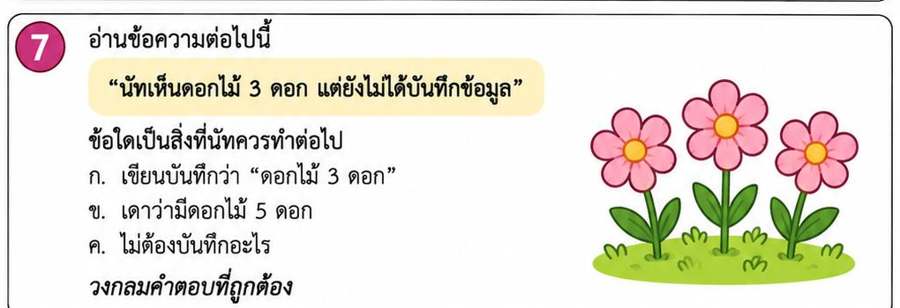 7
อ่านข้อความต่อไปนี้
“นัทเห็นดอกไม้ 3 ดอก แต่ยังไม่ได้บันทึกข้อมูล”
ข้อใดเป็นสิ่งที่นัทควรทำต่อไป
ก. เขียนบันทึกว่า “ดอกไม้ 3 ดอก”
ข. เดาว่ามีดอกไม้ 5 ดอก
ค. ไม่ต้องบันทึกอะไร
วงกลมคำตอบที่ถูกต้อง